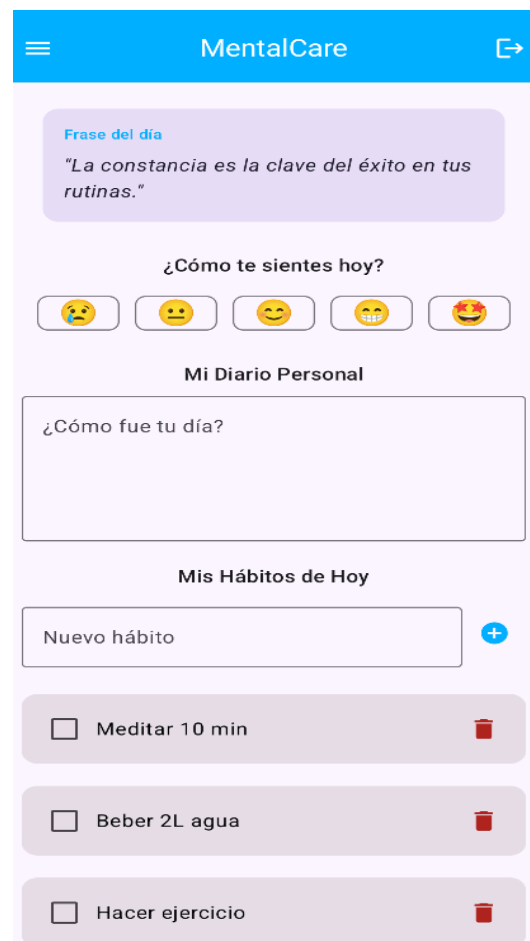 MentalCare
Frase del día
"La constancia es la clave del éxito en tus
rutinas."
¿Cómo te sientes hoy?
Mi Diario Personal
¿Cómo fue tu día?
Mis Hábitos de Hoy
Nuevo hábito
Meditar 10 min
Beber 2L agua
Hacer ejercicio